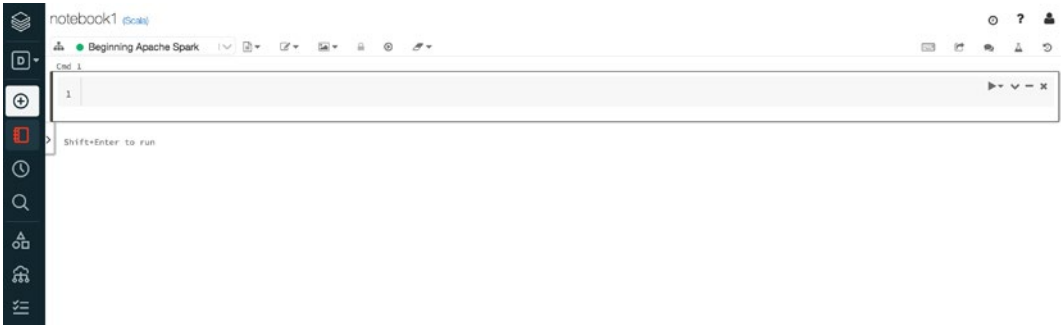 notebook1 (Scala)
?
D
Beginning Apache Spark
Cmd 1
1
Shift+Enter to run